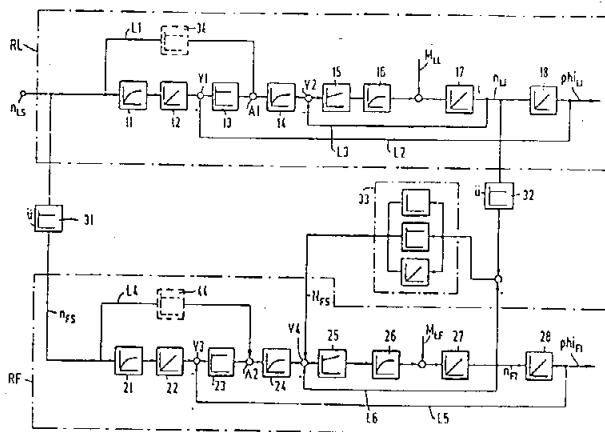 RL
L1
34
n_LS
11
12
V1
13
A1
14
V2
15
16
M_LL
17
n_Li
18
phi_Li
L3
L2
ü
31
33
ü
32
n_FS
L4
44
N_FS
21
22
V3
23
A2
24
V4
25
26
M_LF
27
n_Fi
28
phi_Fi
L6
L5
RF